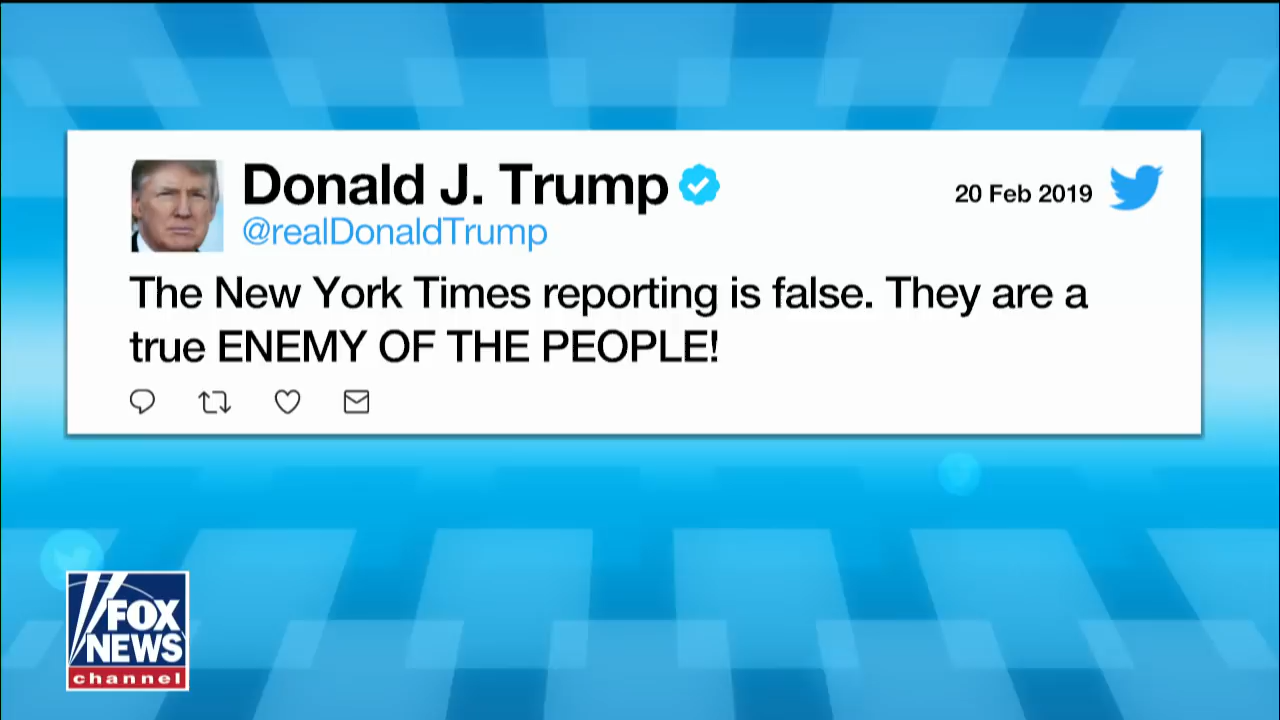 Donald J. Trump
20 Feb 2019
@realDonaldTrump
The New York Times reporting is false. They are a
true ENEMY OF THE PEOPLE!
FOX
NEWS
channel